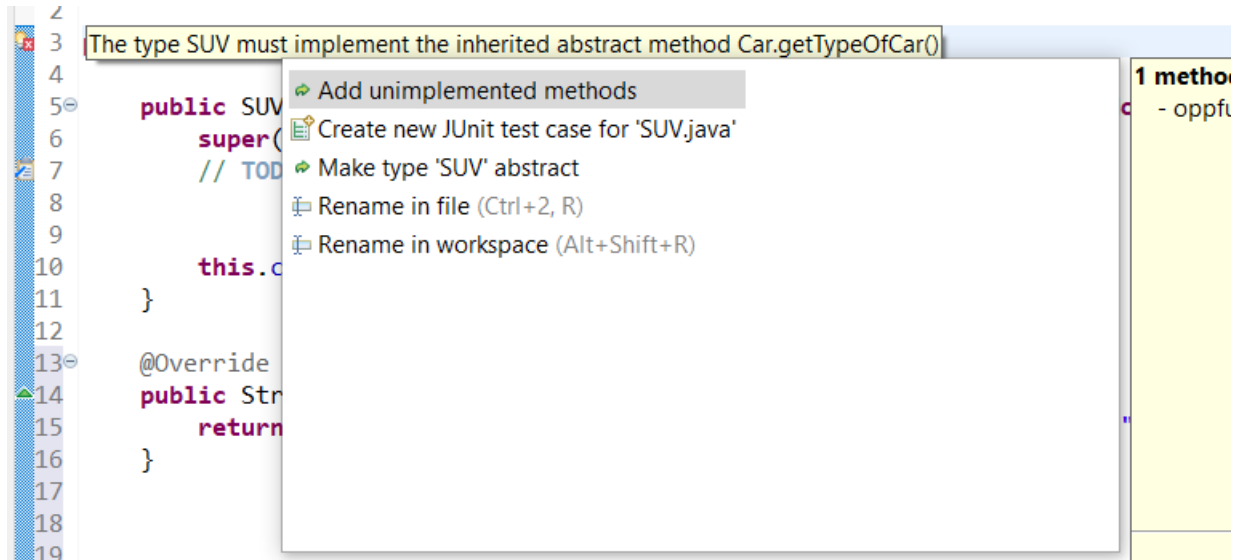 2
3 The type SUV must implement the inherited abstract method Car.getTypeOfCar()
4
Add unimplemented methods
1 method
5 public SUV
- oppfu
Create new JUnit test case for 'SUV.java'
6 super(
7 // TOD
Make type 'SUV' abstract
8
Rename in file (Ctrl+2, R)
9
Rename in workspace (Alt+Shift+R)
10 this.c
11 }
12
13 @Override
14 public Str
15 return "
16 }
17
18
19